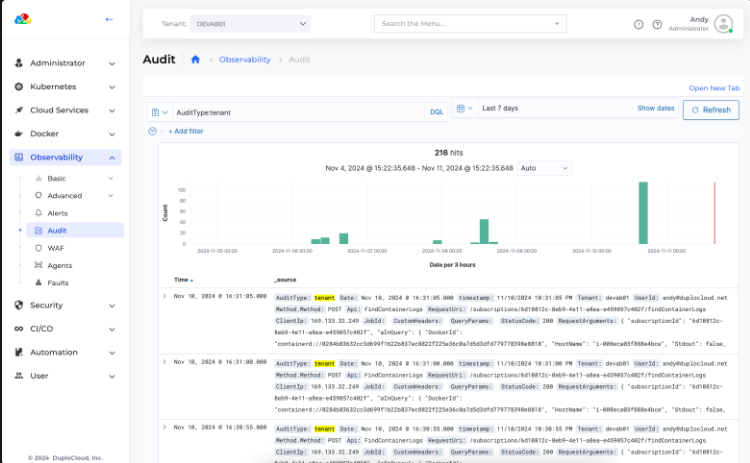 Tenant: DEVAB01
Search the Menu...
Andy
Administrator
Administrator
Kubernetes
Cloud Services
Docker
Observability
Basic
Advanced
Alerts
Audit
WAF
Agents
Faults
Security
CI/CD
Automation
User
© 2024 DuploCloud, Inc.
Audit
Observability
Audit
Open New Tab
AuditType:tenant
DQL
Last 7 days
Show dates
Refresh
+ Add filter
216 hits
Nov 4, 2024 @ 15:22:35.648 - Nov 11, 2024 @ 15:22:35.648
Auto
Count
100
80
60
40
20
0
2024-11-05 00:00
2024-11-06 00:00
2024-11-07 00:00
2024-11-08 00:00
2024-11-09 00:00
2024-11-10 00:00
2024-11-11 00:00
Date per 3 hours
Time
_source
Nov 10, 2024 @ 16:31:05.000
AuditType: tenant Date: Nov 10, 2024 @ 16:31:05.000 timestamp: 11/10/2024 10:31:05 PM Tenant: devab01 UserId: andy@duplocloud.net
Method.Method: POST Api: FindContainerLogs RequestUri: /subscriptions/6d10812c-8eb9-4e11-a8ea-e459057c402f/findContainerLogs
ClientIp: 169.133.32.249 JobId: CustomHeaders: QueryParams: StatusCode: 200 RequestArguments: { "subscriptionId": "6d10812c-
8eb9-4e11-a8ea-e459057c402f", "aInQuery": { "DockerId":
"HostName": "Stdout": false,
Nov 10, 2024 @ 16:31:00.000
AuditType: tenant Date: Nov 10, 2024 @ 16:31:00.000 timestamp: 11/10/2024 10:31:00 PM Tenant: devab01 UserId: andy@duplocloud.net
Method.Method: POST Api: FindContainerLogs RequestUri: /subscriptions/6d10812c-8eb9-4e11-a8ea-e459057c402f/findContainerLogs
ClientIp: 169.133.32.249 JobId: CustomHeaders: QueryParams: StatusCode: 200 RequestArguments: { "subscriptionId": "6d10812c-
8eb9-4e11-a8ea-e459057c402f", "aInQuery": { "DockerId":
"HostName": "Stdout": false,
Nov 10, 2024 @ 16:30:55.000
AuditType: tenant Date: Nov 10, 2024 @ 16:30:55.000 timestamp: 11/10/2024 10:30:55 PM Tenant: devab01 UserId: andy@duplocloud.net
Method.Method: POST Api: FindContainerLogs RequestUri: /subscriptions/6d10812c-8eb9-4e11-a8ea-e459057c402f/findContainerLogs
ClientIp: 169.133.32.249 JobId: CustomHeaders: QueryParams: StatusCode: 200 RequestArguments: { "subscriptionId": "6d10812c-